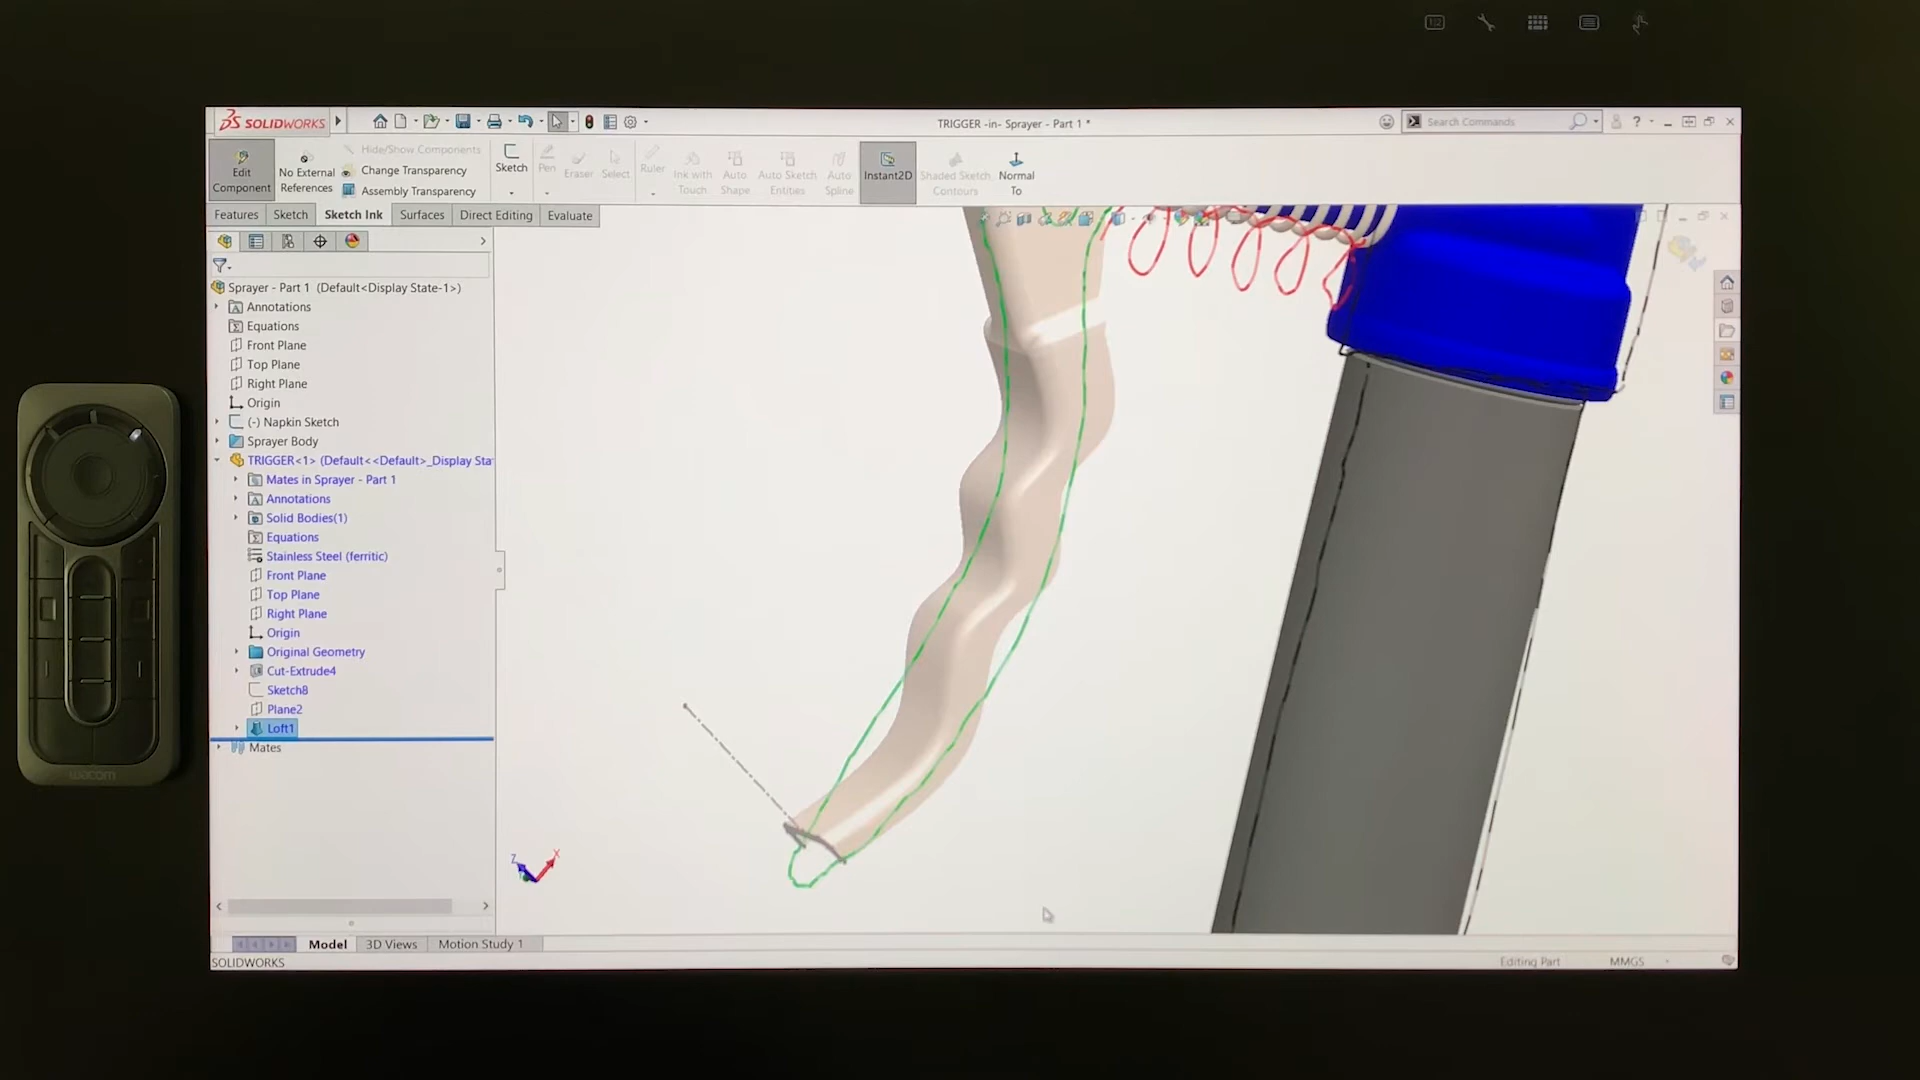 SOLIDWORKS
TRIGGER -in- Sprayer - Part 1 *
Search Commands
?
Edit Component
No External References
Hide/Show Components
Change Transparency
Assembly Transparency
Sketch
Pen
Eraser
Select
Ruler
Ink with Touch
Auto Shape
Auto Sketch Entities
Auto Spline
Instant2D
Shaded Sketch Contours
Normal To
Features
Sketch
Sketch Ink
Surfaces
Direct Editing
Evaluate
Sprayer - Part 1 (Default<Display State-1>)
Annotations
Equations
Front Plane
Top Plane
Right Plane
Origin
(-) Napkin Sketch
Sprayer Body
TRIGGER<1> (Default<<Default>_Display Sta
Mates in Sprayer - Part 1
Annotations
Solid Bodies(1)
Equations
Stainless Steel (ferritic)
Front Plane
Top Plane
Right Plane
Origin
Original Geometry
Cut-Extrude4
Sketch8
Plane2
Loft1
Mates
Z
X
Model
3D Views
Motion Study 1
SOLIDWORKS
Editing Part
MMGS
wacom